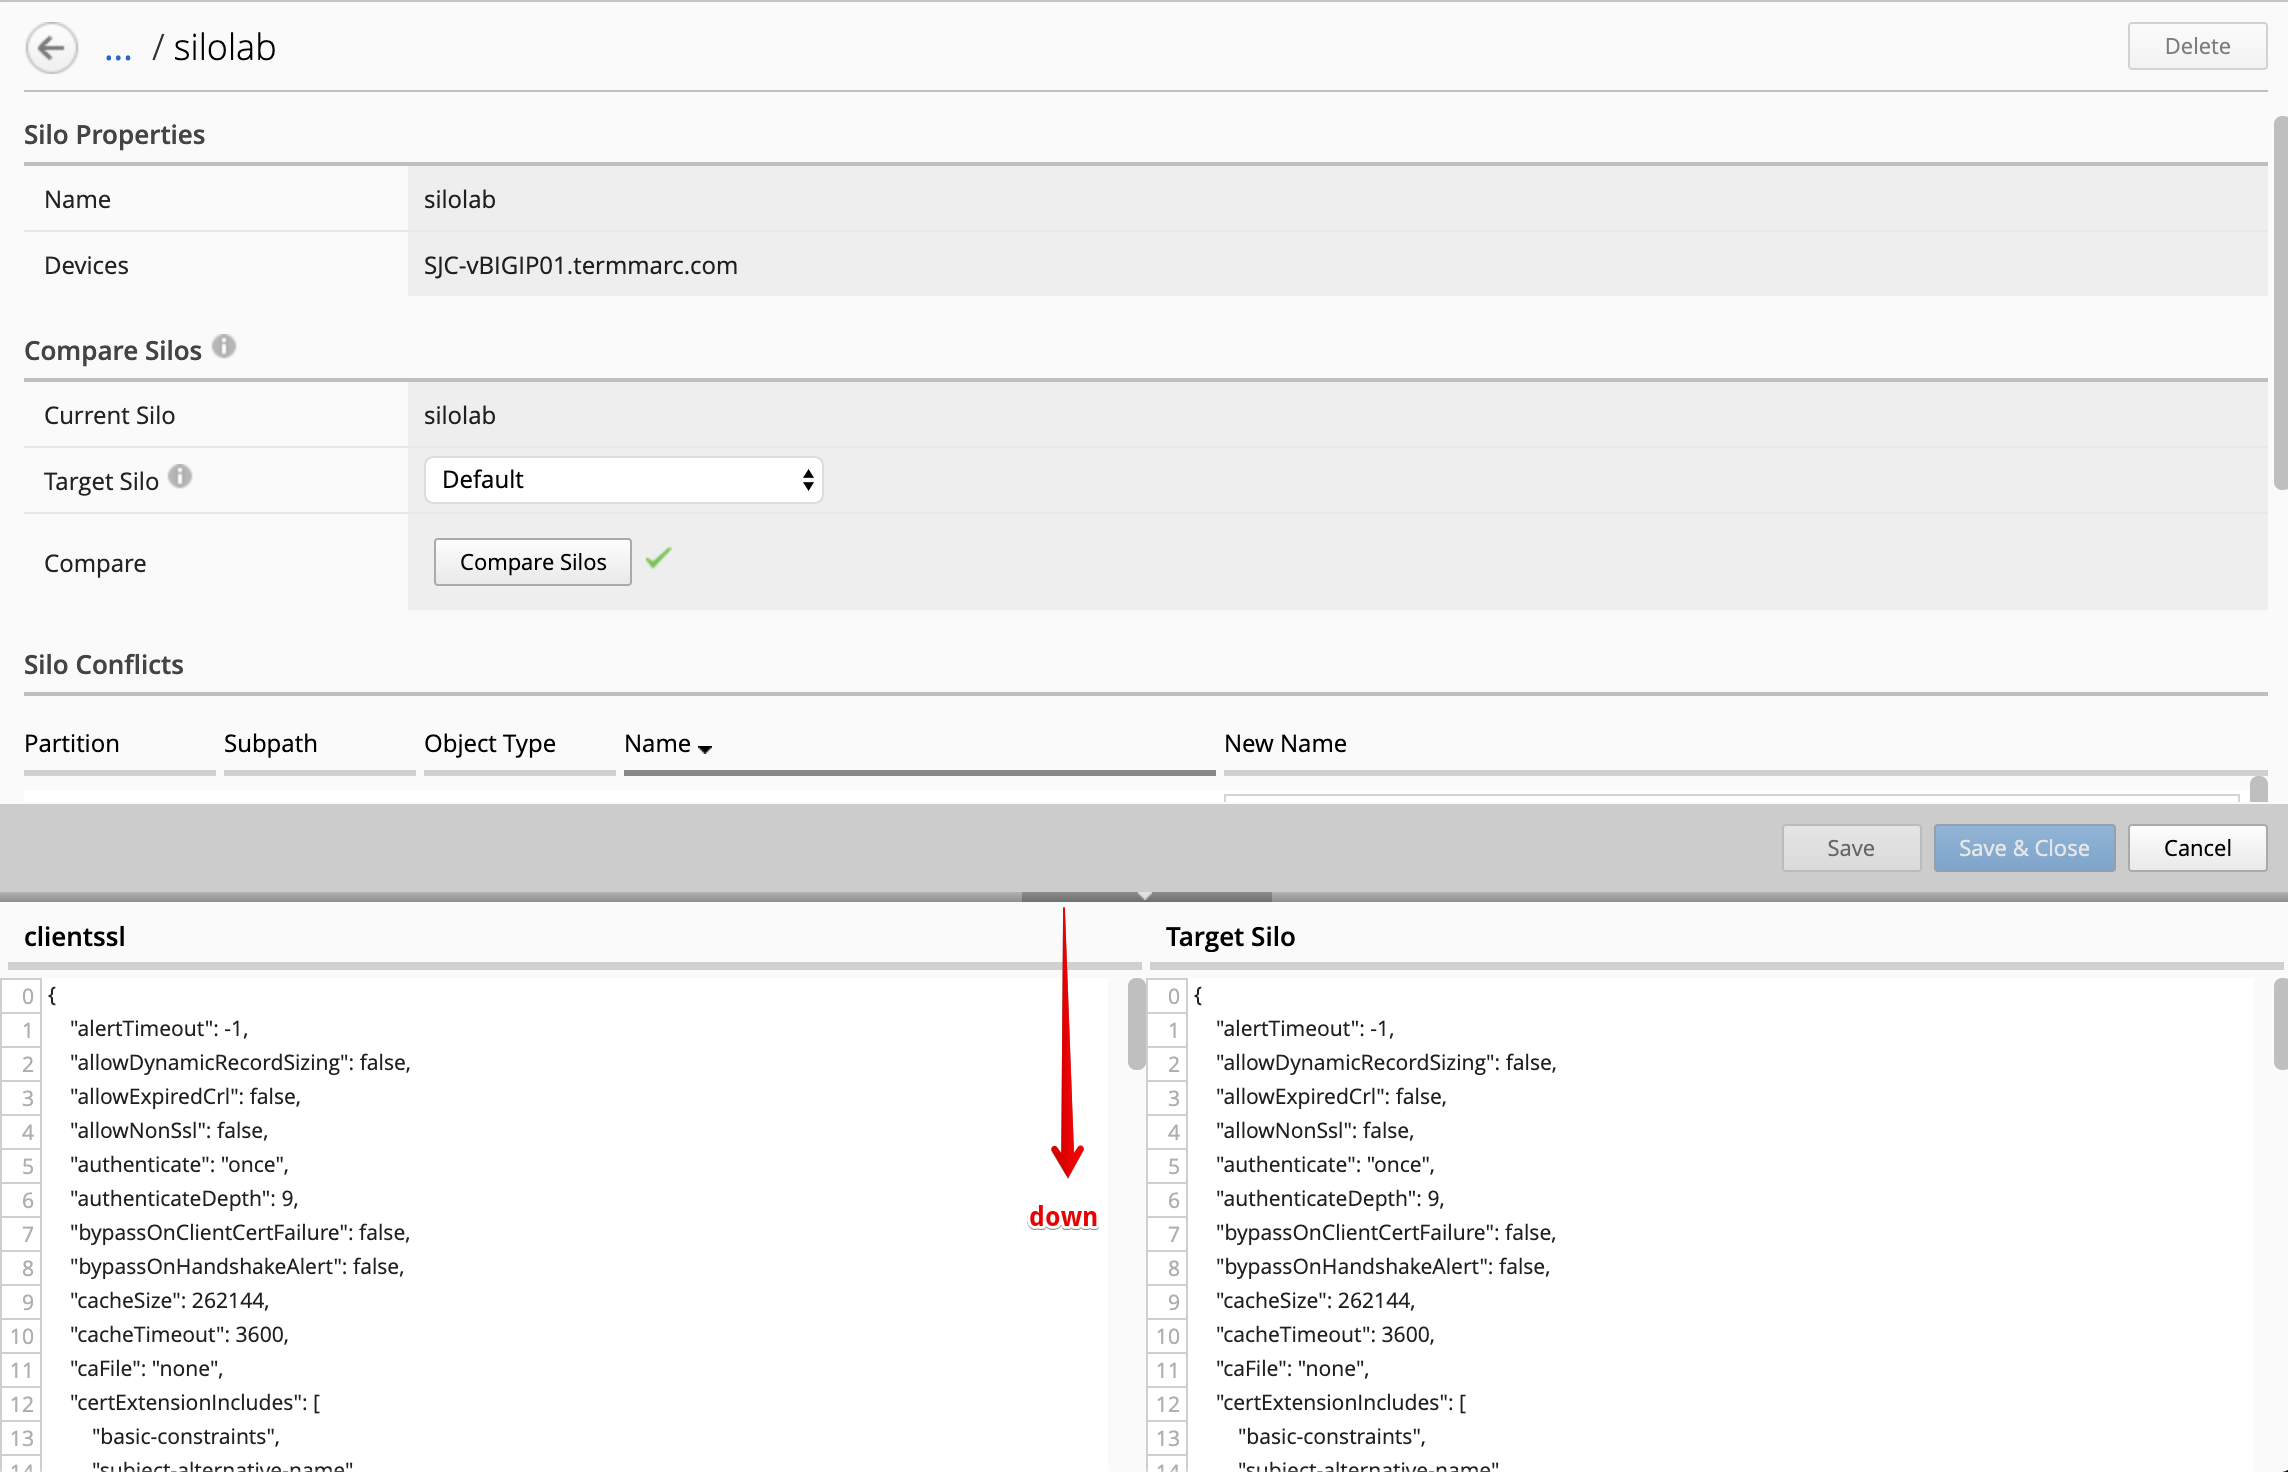 ... / silolab
Delete
Silo Properties
Name silolab
Devices SJC-vBIGIP01.termmarc.com
Compare Silos
Current Silo silolab
Target Silo Default
Compare Compare Silos
Silo Conflicts
Partition Subpath Object Type Name New Name
Save Save & Close Cancel
clientssl
0 {
1 "alertTimeout": -1,
2 "allowDynamicRecordSizing": false,
3 "allowExpiredCrl": false,
4 "allowNonSsl": false,
5 "authenticate": "once",
6 "authenticateDepth": 9,
7 "bypassOnClientCertFailure": false,
8 "bypassOnHandshakeAlert": false,
9 "cacheSize": 262144,
10 "cacheTimeout": 3600,
11 "caFile": "none",
12 "certExtensionIncludes": [
13 "basic-constraints",
14 "subject-alternative-name"
down
Target Silo
0 {
1 "alertTimeout": -1,
2 "allowDynamicRecordSizing": false,
3 "allowExpiredCrl": false,
4 "allowNonSsl": false,
5 "authenticate": "once",
6 "authenticateDepth": 9,
7 "bypassOnClientCertFailure": false,
8 "bypassOnHandshakeAlert": false,
9 "cacheSize": 262144,
10 "cacheTimeout": 3600,
11 "caFile": "none",
12 "certExtensionIncludes": [
13 "basic-constraints",
14 "subject-alternative-name"